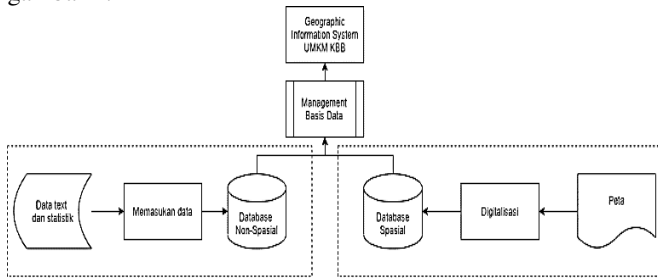 Geographic
Information System
UMKM KBB
Management
Basis Data
Data text
dan statistik
Memasukan data
Database
Non-Spasial
Database
Spasial
Digitalisasi
Peta